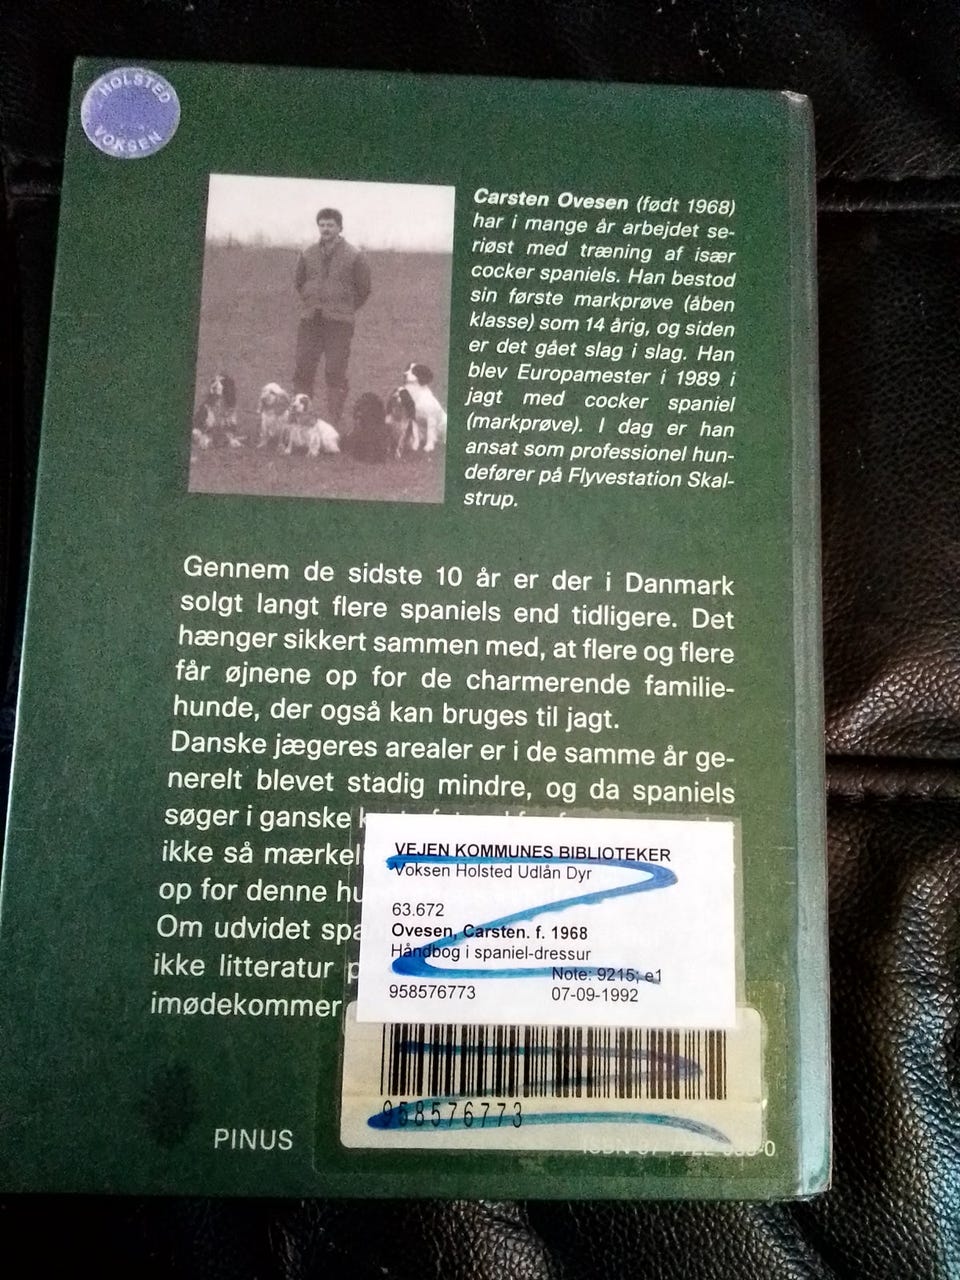 HOLSTED
VOKSEN
Carsten Ovesen (født 1968)
har i mange år arbejdet se-
riøst med træning af især
cocker spaniels. Han bestod
sin første markprøve (åben
klasse) som 14 årig, og siden
er det gået slag i slag. Han
blev Europamester i 1989 i
jagt med cocker spaniel
(markprøve). I dag er han
ansat som professionel hun-
defører på Flyvestation Skal-
strup.
Gennem de sidste 10 år er der i Danmark
solgt langt flere spaniels end tidligere. Det
hænger sikkert sammen med, at flere og flere
får øjnene op for de charmerende familie-
hunde, der også kan bruges til jagt.
Danske jægeres arealer er i de samme år ge-
nerelt blevet stadig mindre, og da spaniels
søger i ganske
ikke så
op for denne
Om udvidet
ikke litteratur
imødekommer
VEJEN KOMMUNES BIBLIOTEKER
Voksen Holsted Udlån Dyr
63.672
Ovesen, Carsten. f. 1968
Håndbog i spaniel-dressur
Note: 9215; e1
958576773 07-09-1992
958576773
PINUS